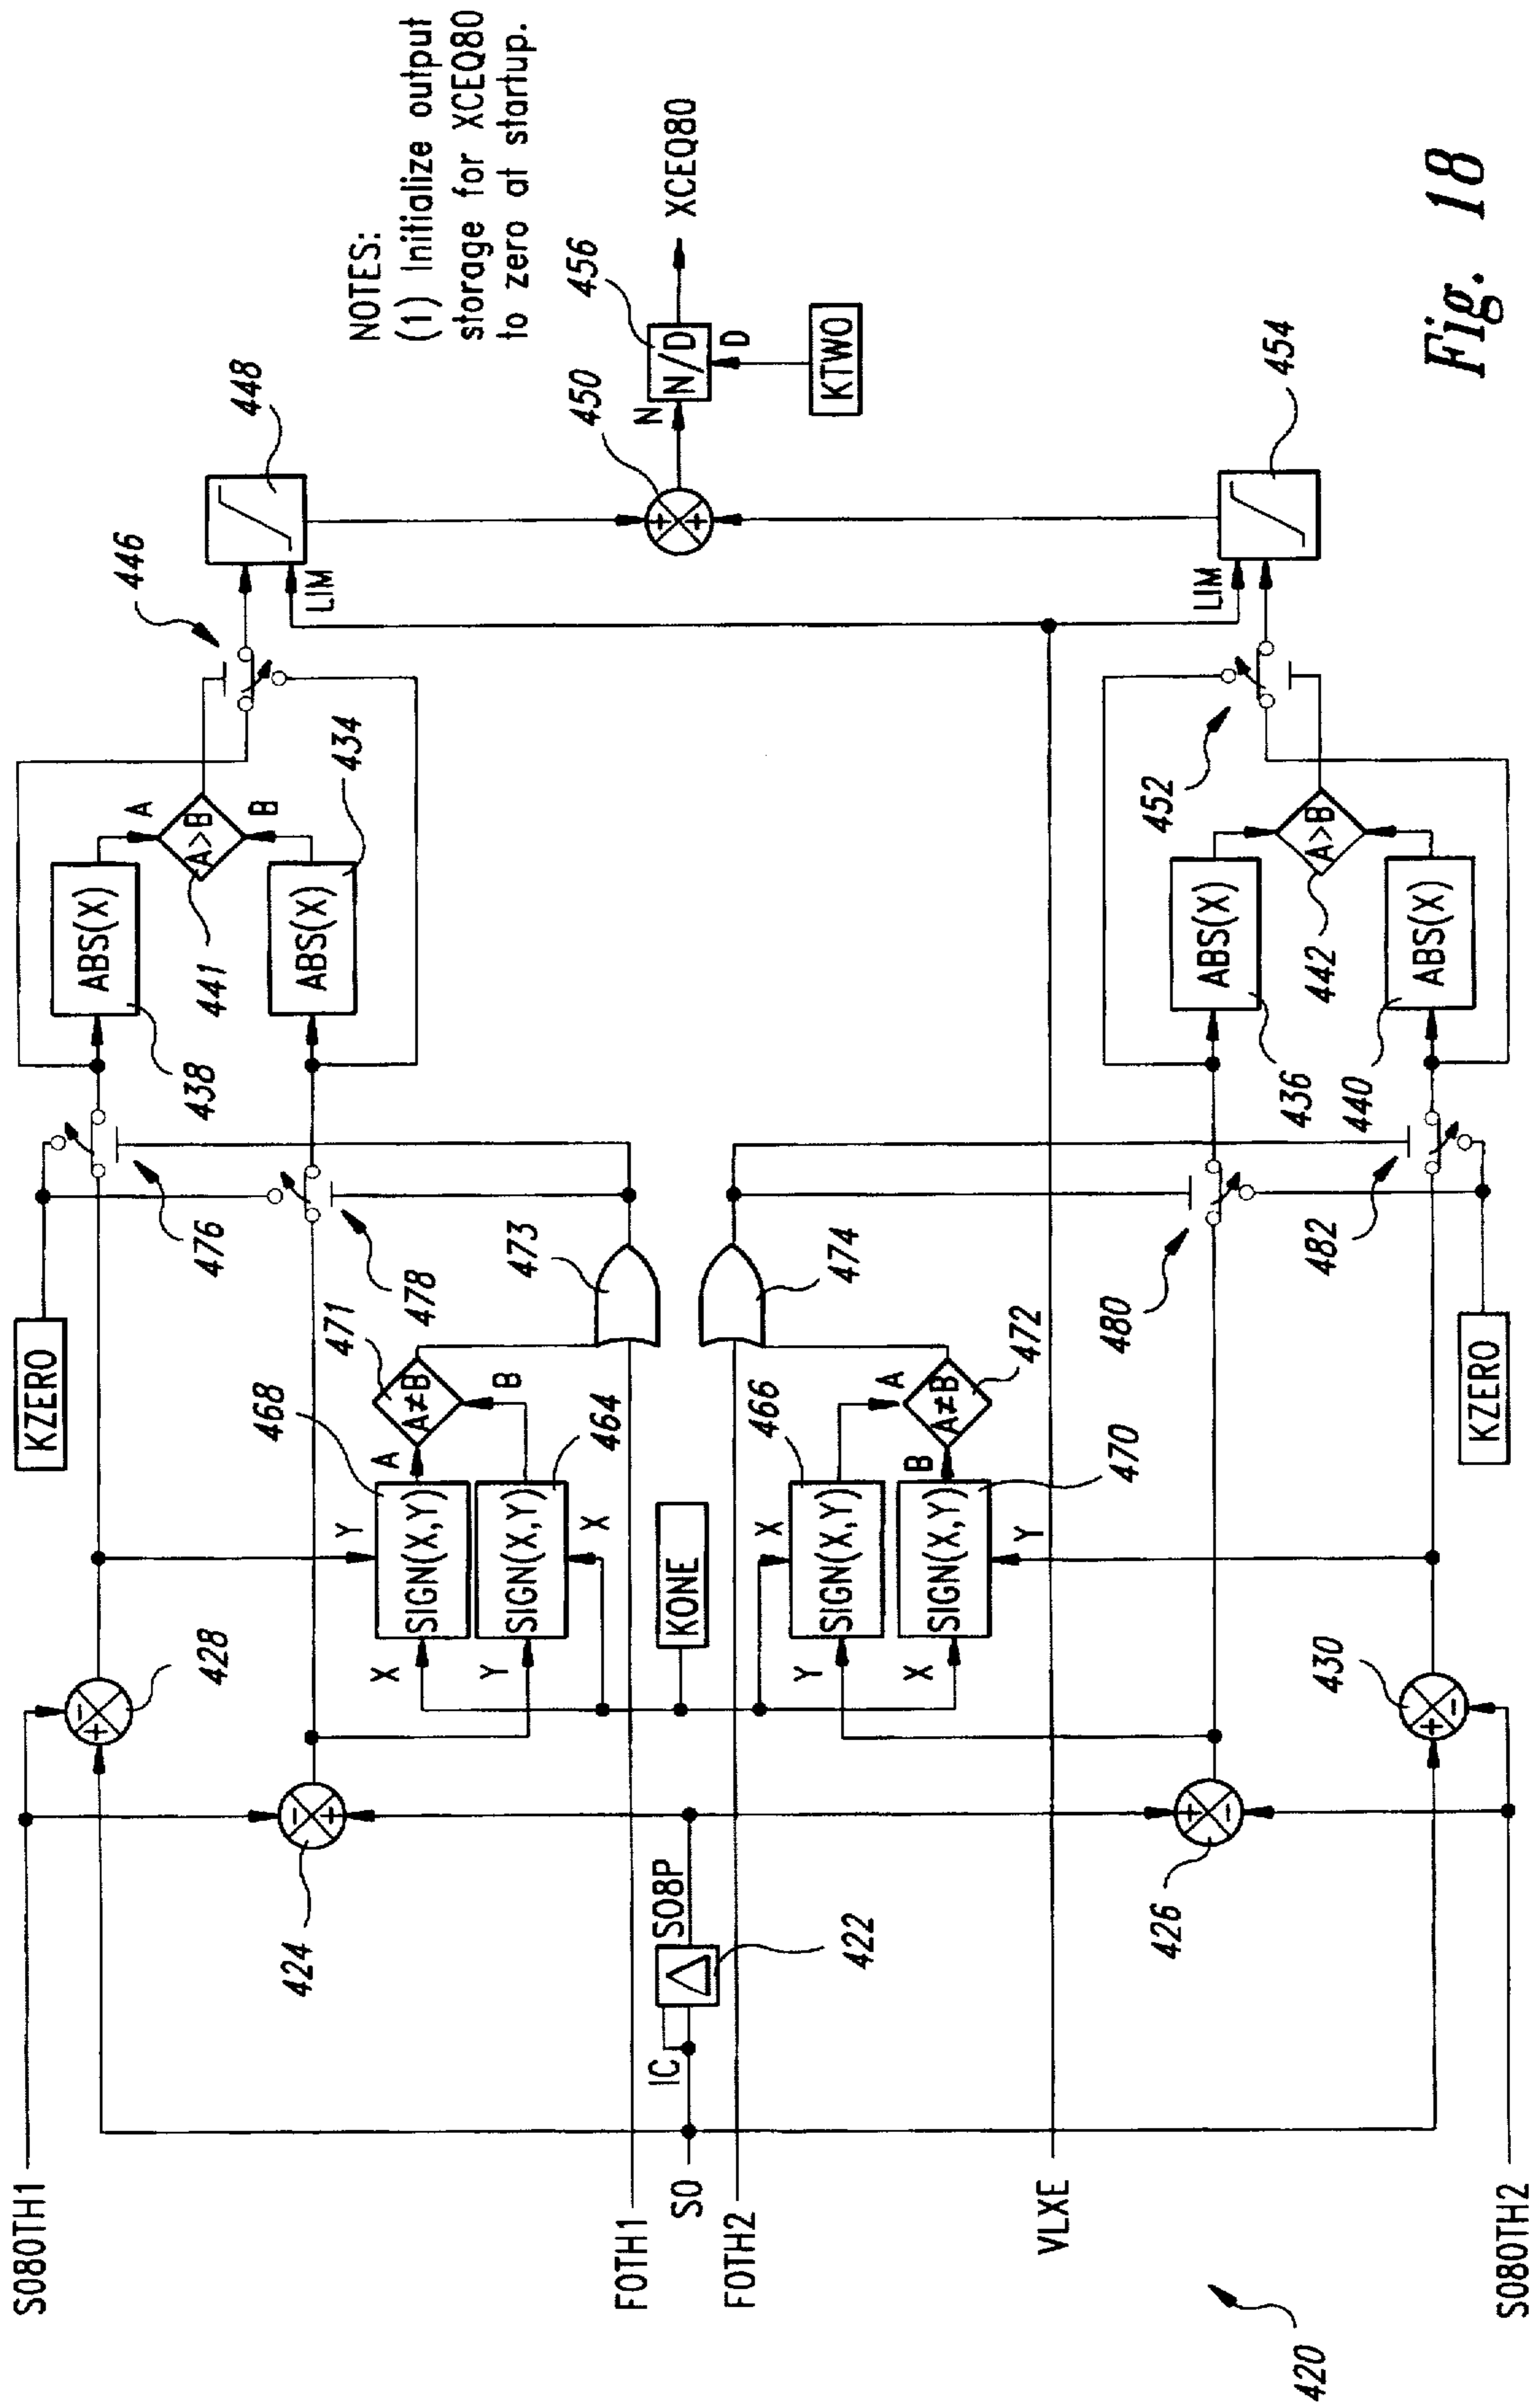 S080TH1
F0TH1
S0
F0TH2
VLXE
S080TH2
420
IC
S08P
422
424
426
428
430
- +
- +
+ -
+ -
KZERO
KZERO
KONE
X
Y
SIGN(X,Y)
468
A
Y
X
SIGN(X,Y)
464
B
A≠B
471
X
Y
SIGN(X,Y)
466
A
X
Y
SIGN(X,Y)
470
B
A≠B
472
473
474
476
478
480
482
ABS(X)
438
A
ABS(X)
434
B
A>B
441
ABS(X)
436
ABS(X)
440
A>B
442
446
452
LIM
448
LIM
454
+ +
450
N
N/D
456
D
KTWO
XCEQ80
NOTES:
(1) Initialize output
storage for XCEQ80
to zero at startup.
Fig. 18